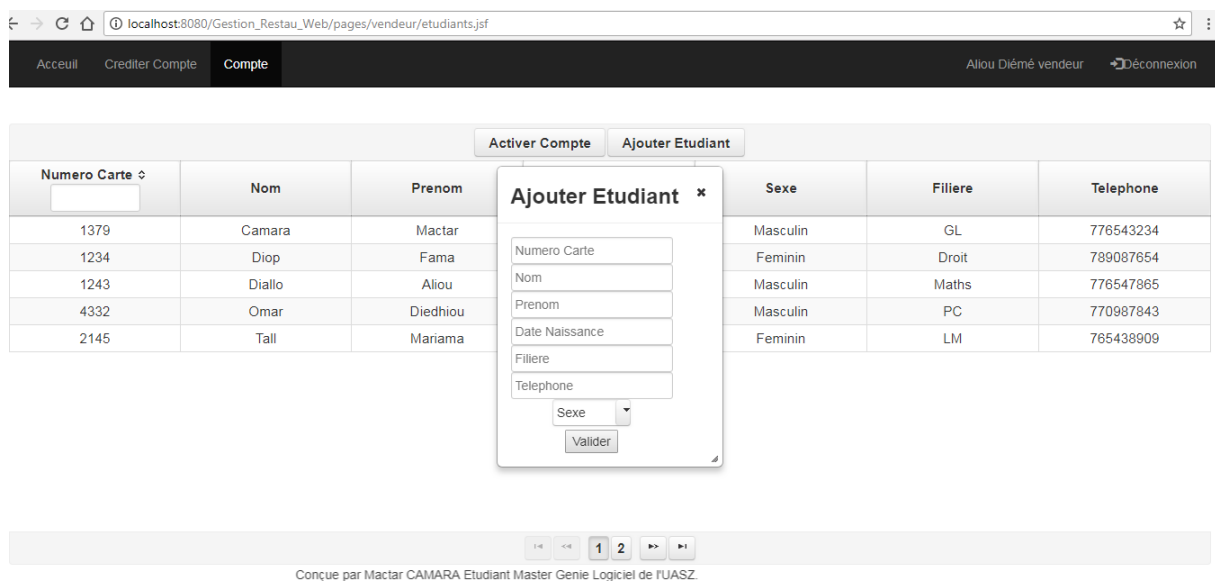 localhost:8080/Gestion_Restau_Web/pages/vendeur/etudiants.jsf
Acceuil Crediter Compte Compte Aliou Diémé vendeur Déconnexion
Activer Compte Ajouter Etudiant
Numero Carte Nom Prenom Sexe Filiere Telephone
1379 Camara Mactar Masculin GL 776543234
1234 Diop Fama Feminin Droit 789087654
1243 Diallo Aliou Masculin Maths 776547865
4332 Omar Diedhiou Masculin PC 770987843
2145 Tall Mariama Feminin LM 765438909
Ajouter Etudiant
Numero Carte
Nom
Prenom
Date Naissance
Filiere
Telephone
Sexe
Valider
1 2
Conçue par Mactar CAMARA Etudiant Master Genie Logiciel de l'UASZ.